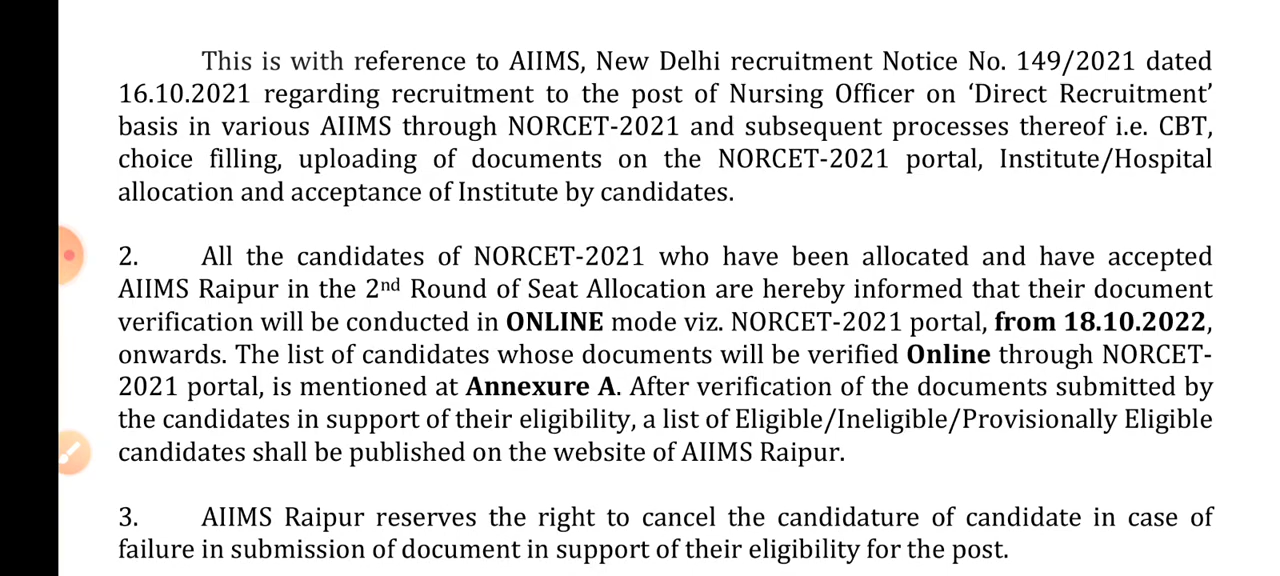 This is with reference to AIIMS, New Delhi recruitment Notice No. 149/2021 dated
16.10.2021 regarding recruitment to the post of Nursing Officer on ‘Direct Recruitment’
basis in various AIIMS through NORCET-2021 and subsequent processes thereof i.e. CBT,
choice filling, uploading of documents on the NORCET-2021 portal, Institute/Hospital
allocation and acceptance of Institute by candidates.
2. All the candidates of NORCET-2021 who have been allocated and have accepted
AIIMS Raipur in the 2nd Round of Seat Allocation are hereby informed that their document
verification will be conducted in ONLINE mode viz. NORCET-2021 portal, from 18.10.2022,
onwards. The list of candidates whose documents will be verified Online through NORCET-
2021 portal, is mentioned at Annexure A. After verification of the documents submitted by
the candidates in support of their eligibility, a list of Eligible/Ineligible/Provisionally Eligible
candidates shall be published on the website of AIIMS Raipur.
3. AIIMS Raipur reserves the right to cancel the candidature of candidate in case of
failure in submission of document in support of their eligibility for the post.